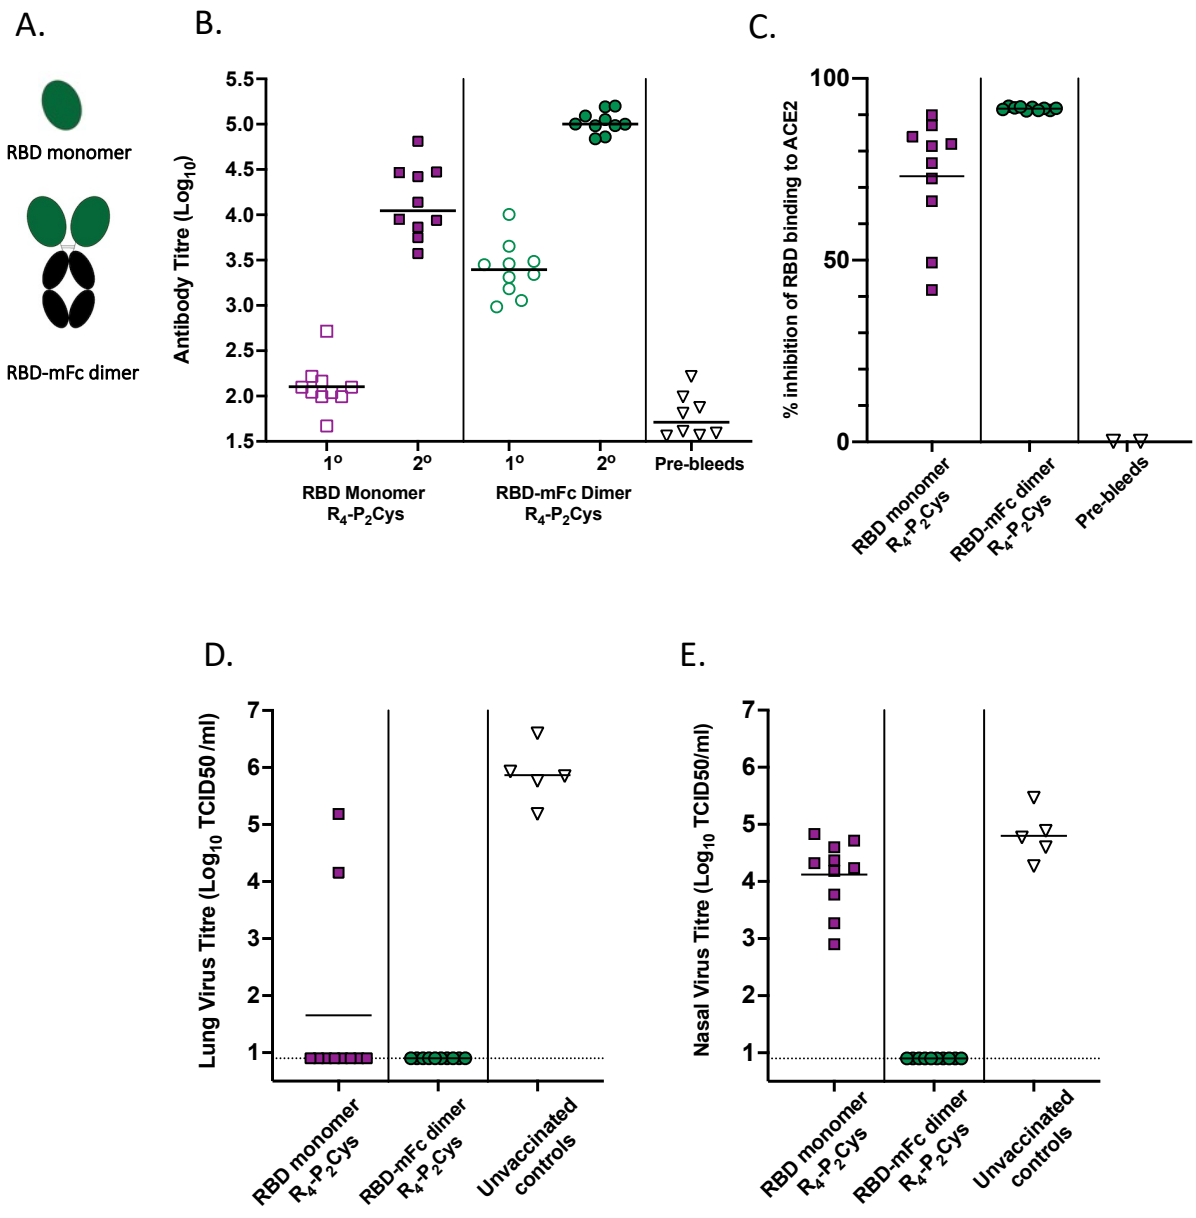 A.
RBD monomer
RBD-mFc dimer
B.
Antibody Titre (Log10)
5.5
5.0
4.5
4.0
3.5
3.0
2.5
2.0
1.5
1º
2º
1º
2º
Pre-bleeds
RBD Monomer
R4-P2Cys
RBD-mFc Dimer
R4-P2Cys
C.
% inhibition of RBD binding to ACE2
100
50
0
RBD monomer
R4-P2Cys
RBD-mFc dimer
R4-P2Cys
Pre-bleeds
D.
Lung Virus Titre (Log10 TCID50 /ml)
7
6
5
4
3
2
1
RBD monomer
R4-P2Cys
RBD-mFc dimer
R4-P2Cys
Unvaccinated
controls
E.
Nasal Virus Titre (Log10 TCID50/ml)
7
6
5
4
3
2
1
RBD monomer
R4-P2Cys
RBD-mFc dimer
R4-P2Cys
Unvaccinated
controls